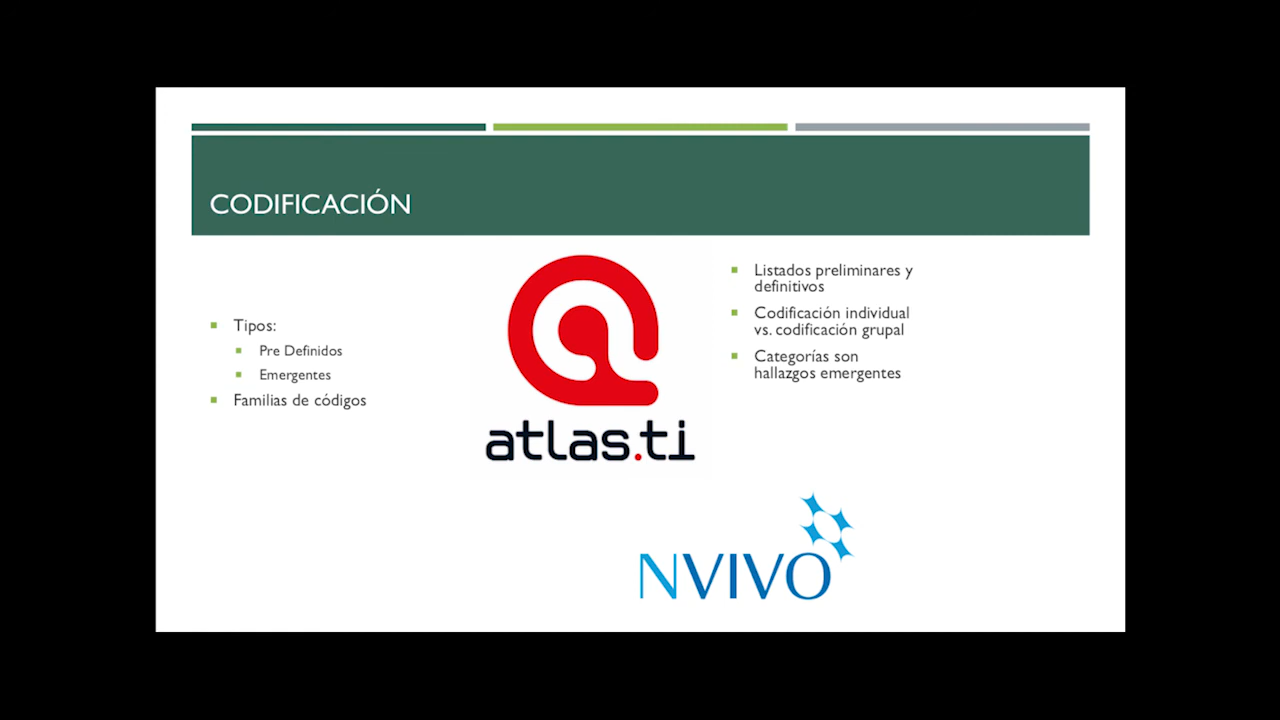 CODIFICACIÓN
Tipos:
Pre Definidos
Emergentes
Familias de códigos
atlas.ti
Listados preliminares y
definitivos
Codificación individual
vs. codificación grupal
Categorías son
hallazgos emergentes
NVIVO